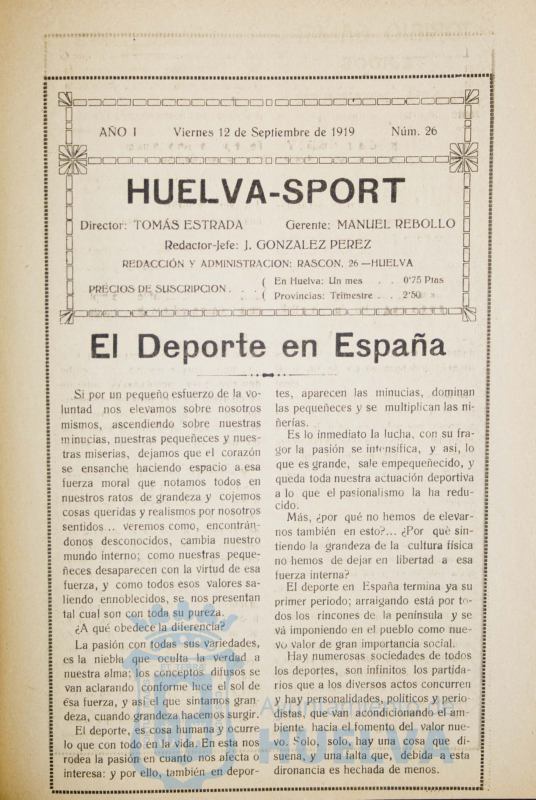 AÑO I Viernes 12 de Septiembre de 1919 Núm. 26
HUELVA-SPORT
Director: TOMÁS ESTRADA Gerente: MANUEL REBOLLO
Redactor-jefe: J. GONZALEZ PEREZ
REDACCIÓN Y ADMINISTRACION: RASCON, 26 — HUELVA
PRECIOS DE SUSCRIPCION . . . ( En Huelva: Un mes . . 0'75 Ptas
( Provincias: Trimestre . . 2'50 »
El Deporte en España
Si por un pequeño esfuerzo de la vo-
luntad nos elevamos sobre nosotros
mismos, ascendiendo sobre nuestras
minucias, nuestras pequeñeces y nues-
tras miserias, dejamos que el corazón
se ensanche haciendo espacio a esa
fuerza moral que notamos todos en
nuestros ratos de grandeza y cojemos
cosas queridas y realismos por nosotros
sentidos... veremos como, encontrán-
donos desconocidos, cambia nuestro
mundo interno; como nuestras peque-
ñeces desaparecen con la virtud de esa
fuerza, y como todos esos valores sa-
liendo ennoblecidos, se nos presentan
tal cual son con toda su pureza.
¿A qué obedece la diferencia?
La pasión con todas sus variedades,
es la niebla que oculta la verdad a
nuestra alma; los conceptos difusos se
van aclarando conforme luce el sol de
esa fuerza, y así el que sintamos gran-
deza, cuando grandeza hacemos surgir.
El deporte, es cosa humana y ocurre
lo que con todo en la vida. En esta nos
rodea la pasión en cuanto nos afecta o
interesa: y por ello, también en depor-
tes, aparecen las minucias, dominan
las pequeñeces y se multiplican las ni-
ñerías.
Es lo inmediato la lucha, con su fra-
gor la pasión se intensifica, y así, lo
que es grande, sale empequeñecido, y
queda toda nuestra actuación deportiva
a lo que el pasionalismo la ha redu-
cido.
Más, ¿por qué no hemos de elevar-
nos también en esto?... ¿Por qué sin-
tiendo la grandeza de la cultura física
no hemos de dejar en libertad a esa
fuerza interna?
El deporte en España termina ya su
primer periodo; arraigando está por to-
dos los rincones de la península y se
vá imponiendo en el pueblo como nue-
vo valor de gran importancia social.
Hay numerosas sociedades de todos
los deportes, son infinitos los partida-
rios que a los diversos actos concurren
y hay personalidades, políticos y perio-
distas, que van acondicionando el am-
biente hacia el fomento del valor nue-
vo. Solo, solo, hay una cosa que di-
suena, y una falta que, debida a esta
dironancia es hechada de menos.
HUELVA